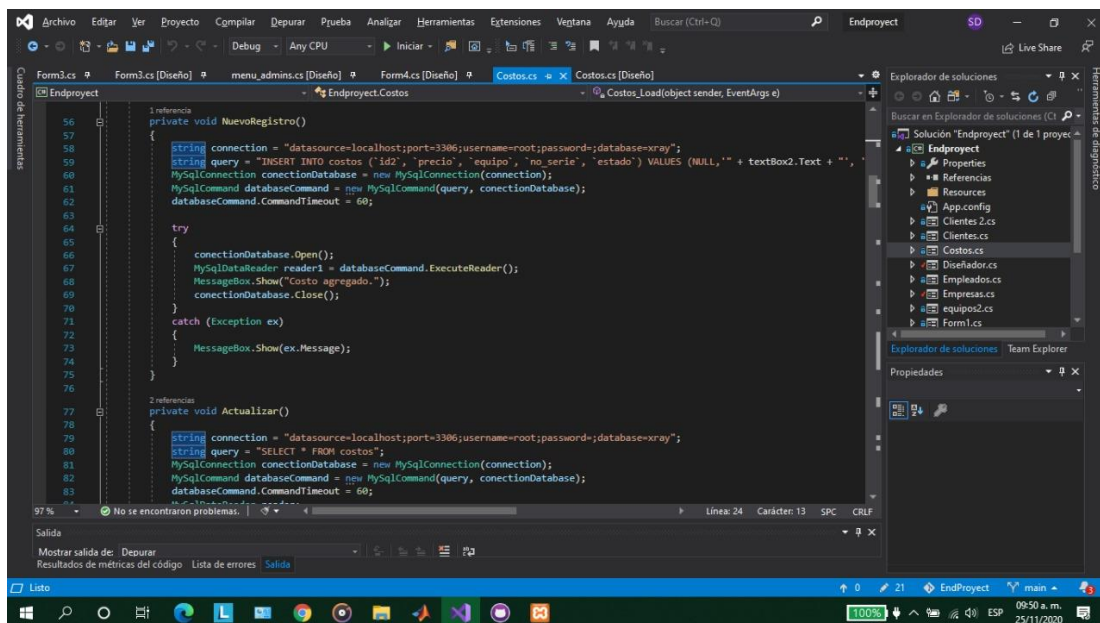 Archivo Editar Ver Proyecto Compilar Depurar Prueba Analizar Herramientas Extensiones Ventana Ayuda Buscar (Ctrl+Q) Endproyect SD
Debug Any CPU Iniciar Live Share
Form3.cs Form3.cs [Diseño] menu_admins.cs [Diseño] Form4.cs [Diseño] Costos.cs Costos.cs [Diseño]
Endproyect Endproyect.Costos Costos_Load(object sender, EventArgs e)
Cuadro de herramientas
1 referencia
56 private void NuevoRegistro()
57 {
58 string connection = "datasource=localhost;port=3306;username=root;password=;database=xray";
59 string query = "INSERT INTO costos (`id2`, `precio`, `equipo`, `no_serie`, `estado`) VALUES (NULL,'" + textBox2.Text + "', '
60 MySqlConnection conectionDatabase = new MySqlConnection(connection);
61 MySqlCommand databaseCommand = new MySqlCommand(query, conectionDatabase);
62 databaseCommand.CommandTimeout = 60;
63
64 try
65 {
66 conectionDatabase.Open();
67 MySqlDataReader reader1 = databaseCommand.ExecuteReader();
68 MessageBox.Show("Costo agregado.");
69 conectionDatabase.Close();
70 }
71 catch (Exception ex)
72 {
73 MessageBox.Show(ex.Message);
74 }
75 }
76
2 referencias
77 private void Actualizar()
78 {
79 string connection = "datasource=localhost;port=3306;username=root;password=;database=xray";
80 string query = "SELECT * FROM costos";
81 MySqlConnection conectionDatabase = new MySqlConnection(connection);
82 MySqlCommand databaseCommand = new MySqlCommand(query, conectionDatabase);
83 databaseCommand.CommandTimeout = 60;
97 % No se encontraron problemas. Línea: 24 Carácter: 13 SPC CRLF
Salida
Mostrar salida de: Depurar
Resultados de métricas del código Lista de errores Salida
Explorador de soluciones
Buscar en Explorador de soluciones (Ct
Solución "Endproyect" (1 de 1 proyec
Endproyect
Properties
Referencias
Resources
App.config
Clientes 2.cs
Clientes.cs
Costos.cs
Diseñador.cs
Empleados.cs
Empresas.cs
equipos2.cs
Form1.cs
Explorador de soluciones Team Explorer
Propiedades
Herramientas de diagnóstico
Listo 0 21 EndProyect main 3
100% ESP 09:50 a. m.
25/11/2020